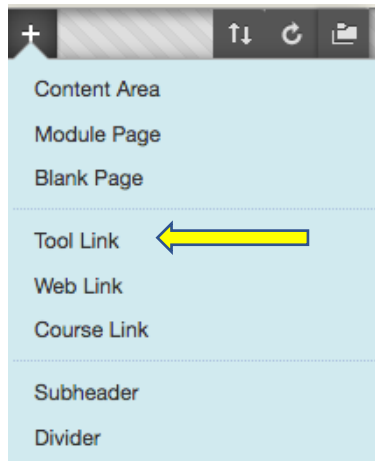 Content Area
Module Page
Blank Page
Tool Link
Web Link
Course Link
Subheader
Divider